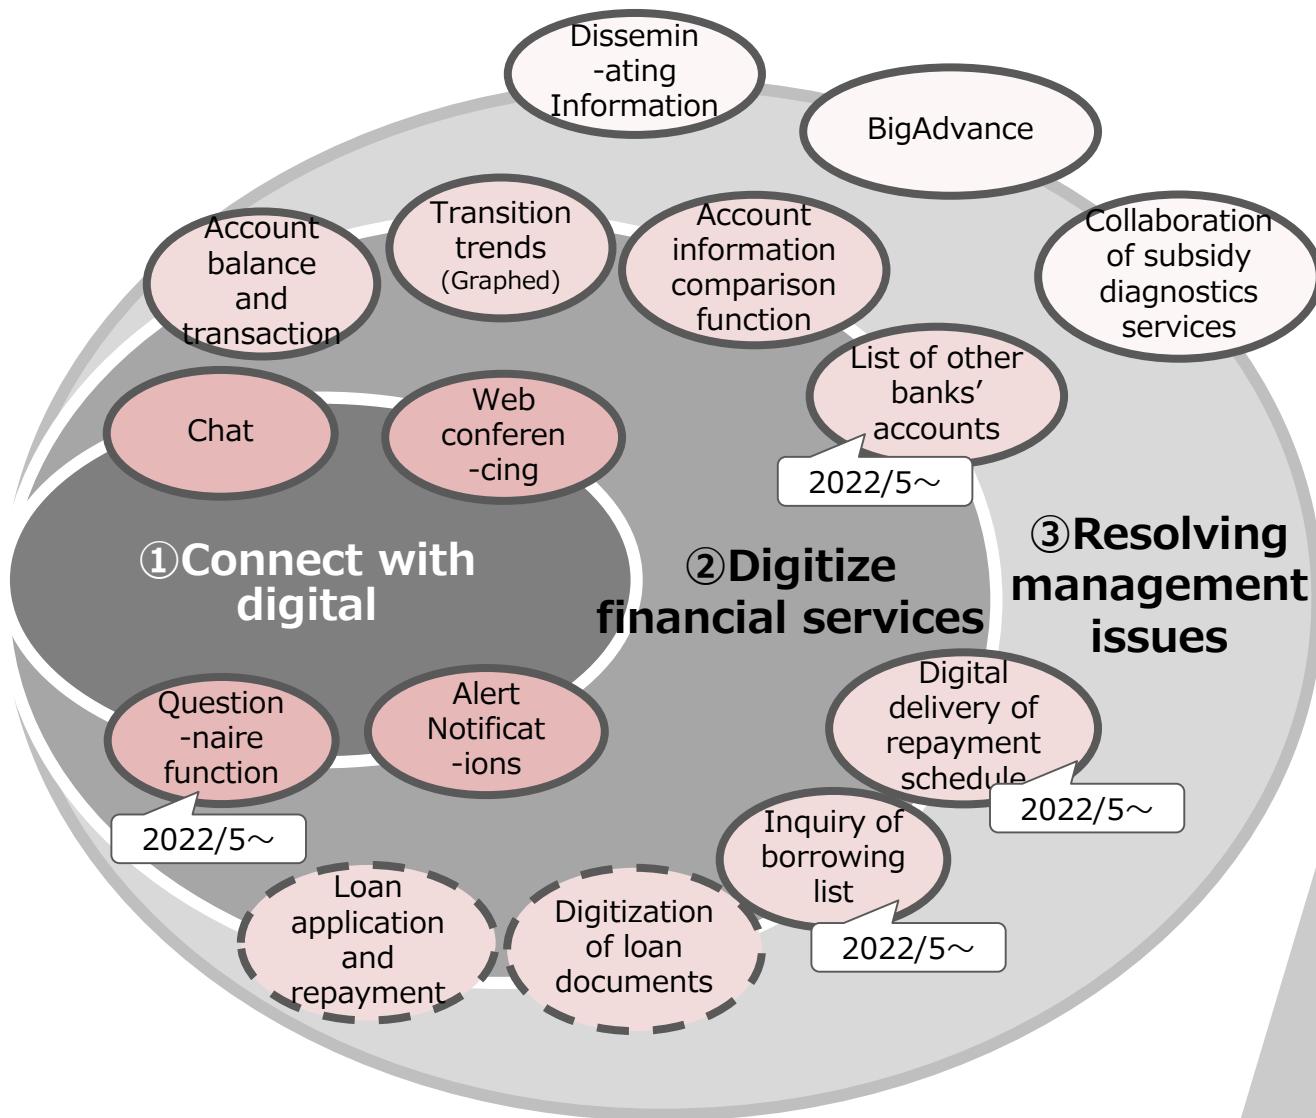 Dissemin
-ating
Information
BigAdvance
Collaboration
of subsidy
diagnostics
services
Account
balance
and
transaction
Transition
trends
(Graphed)
Account
information
comparison
function
List of other
banks’
accounts
2022/5～
Chat
Web
conferen
-cing
①Connect with
digital
②Digitize
financial services
③Resolving
management
issues
Question
-naire
function
2022/5～
Alert
Notificat
-ions
Digital
delivery of
repayment
schedule
2022/5～
Inquiry of
borrowing
list
2022/5～
Loan
application
and
repayment
Digitization
of loan
documents